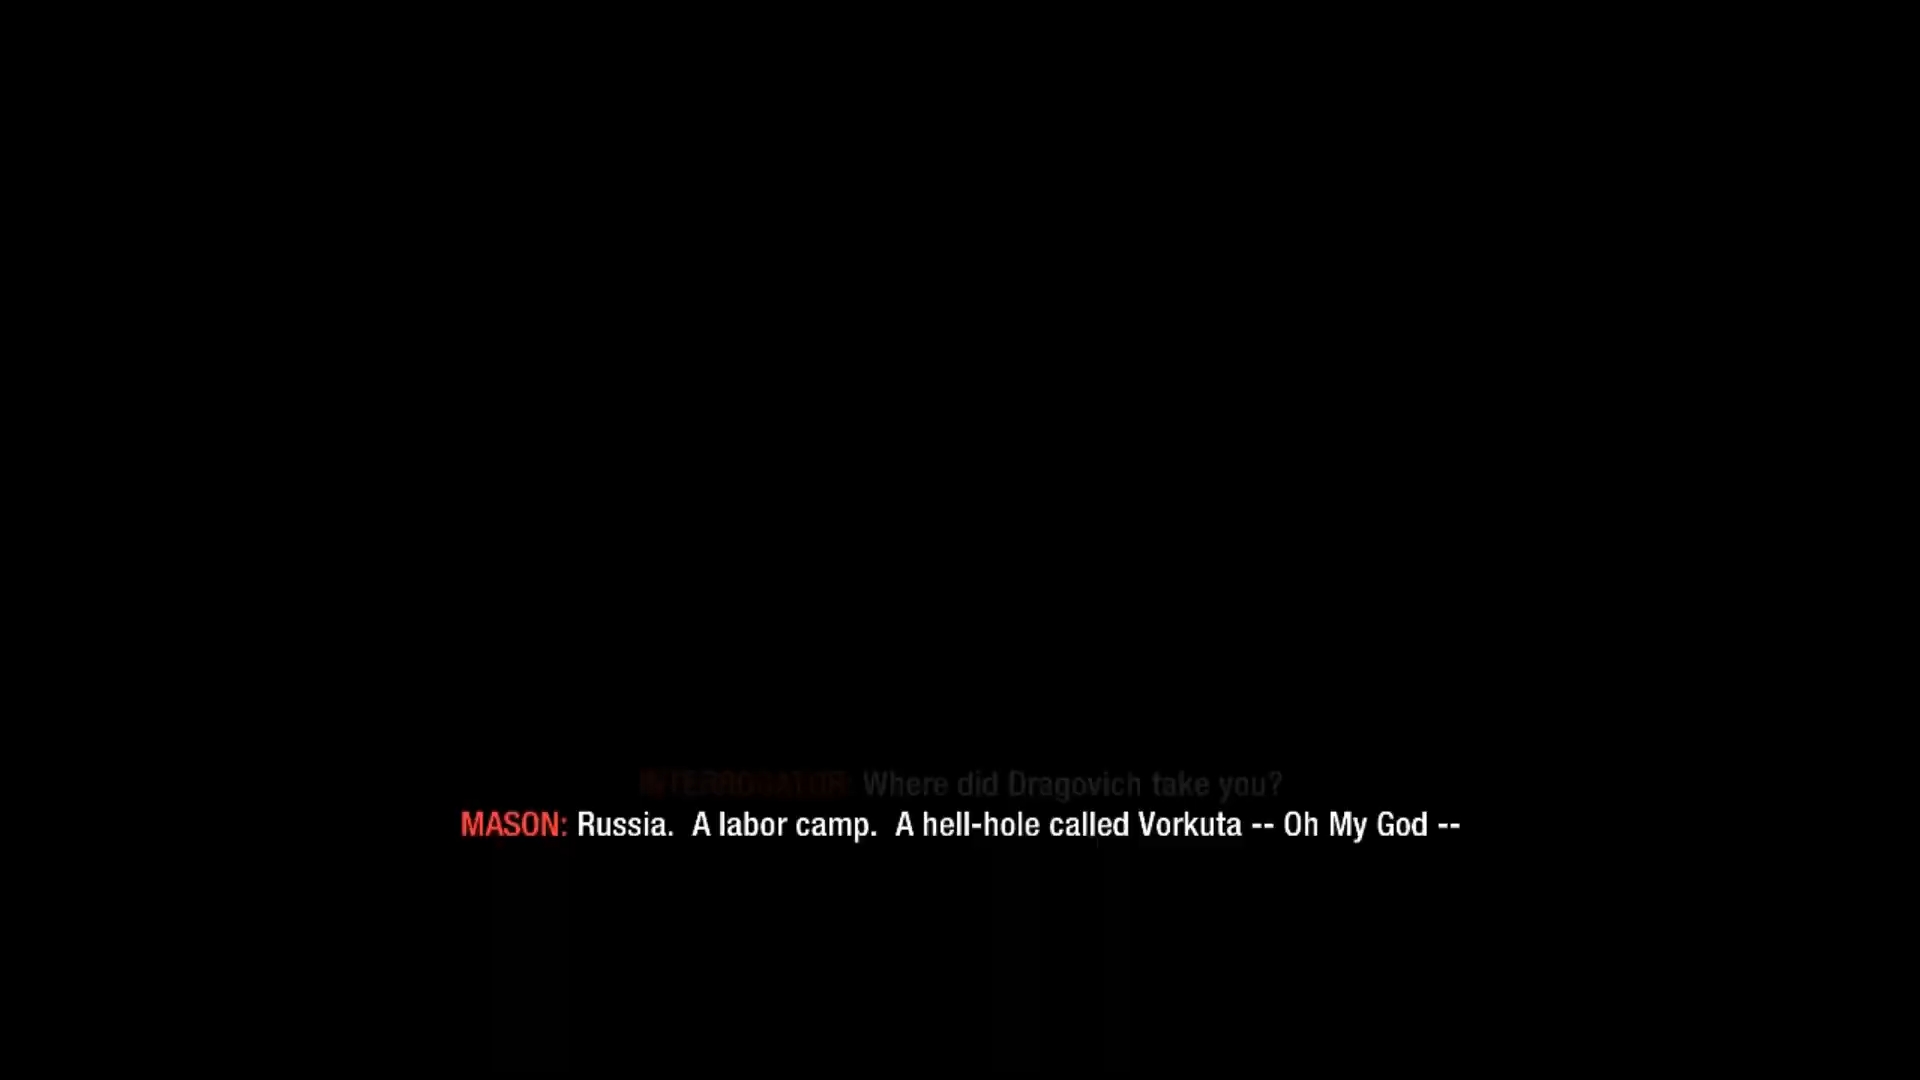 INTERROGATOR: Where did Dragovich take you?
MASON: Russia.  A labor camp.  A hell-hole called Vorkuta -- Oh My God --